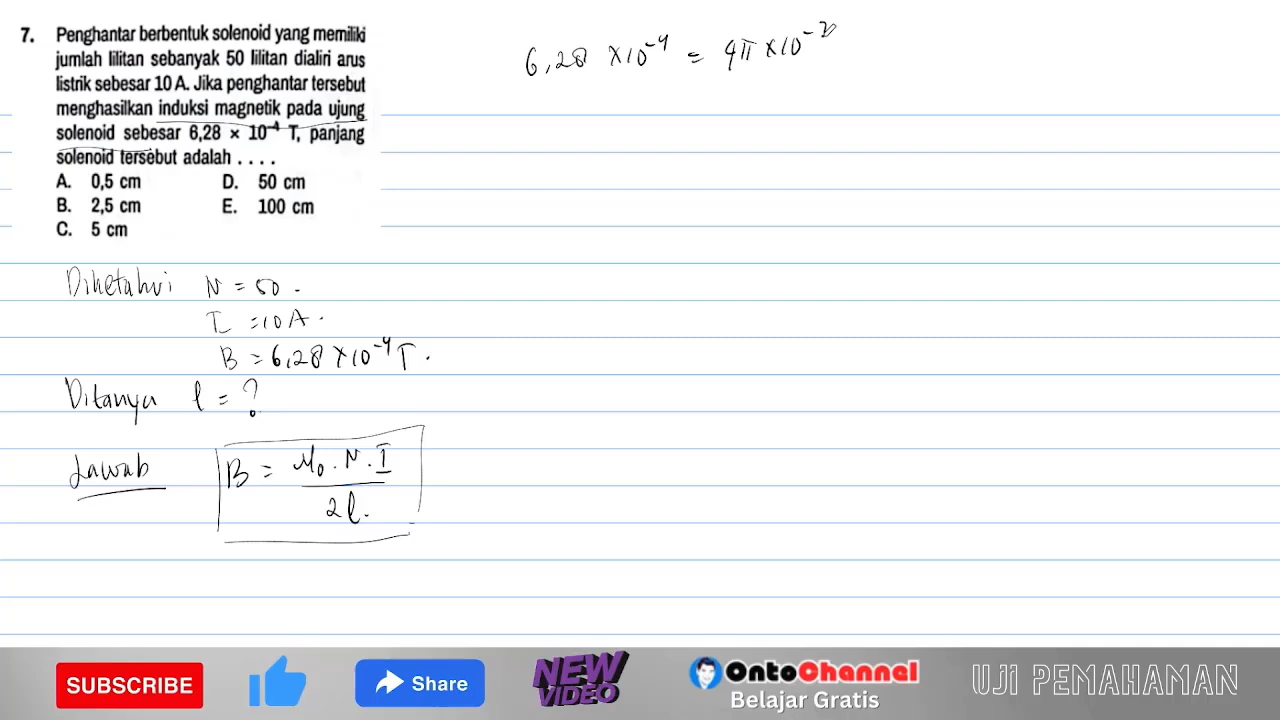 7. Penghantar berbentuk solenoid yang memiliki
jumlah lilitan sebanyak 50 lilitan dialiri arus
listrik sebesar 10 A. Jika penghantar tersebut
menghasilkan induksi magnetik pada ujung
solenoid sebesar 6,28 × 10⁻⁴ T, panjang
solenoid tersebut adalah . . . .
A. 0,5 cm D. 50 cm
B. 2,5 cm E. 100 cm
C. 5 cm
6,28 × 10⁻⁴ = 4π × 10⁻²
Diketahui N = 50 .
I = 10 A .
B = 6,28 × 10⁻⁴ T .
Ditanya l = ?
Jawab B = μ₀ . N . I
2l.
SUBSCRIBE
Share
NEW
VIDEO
OntoChannel
Belajar Gratis
UJI PEMAHAMAN